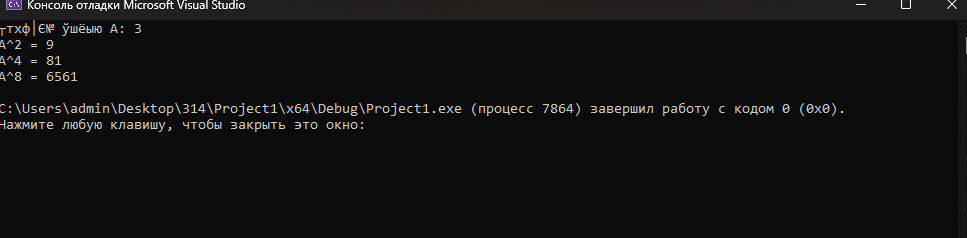 Консоль отладки Microsoft Visual Studio
┬тхф│Є№ ўшёыю A: 3
A^2 = 9
A^4 = 81
A^8 = 6561
C:\Users\admin\Desktop\314\Project1\x64\Debug\Project1.exe (процесс 7864) завершил работу с кодом 0 (0x0).
Нажмите любую клавишу, чтобы закрыть это окно: